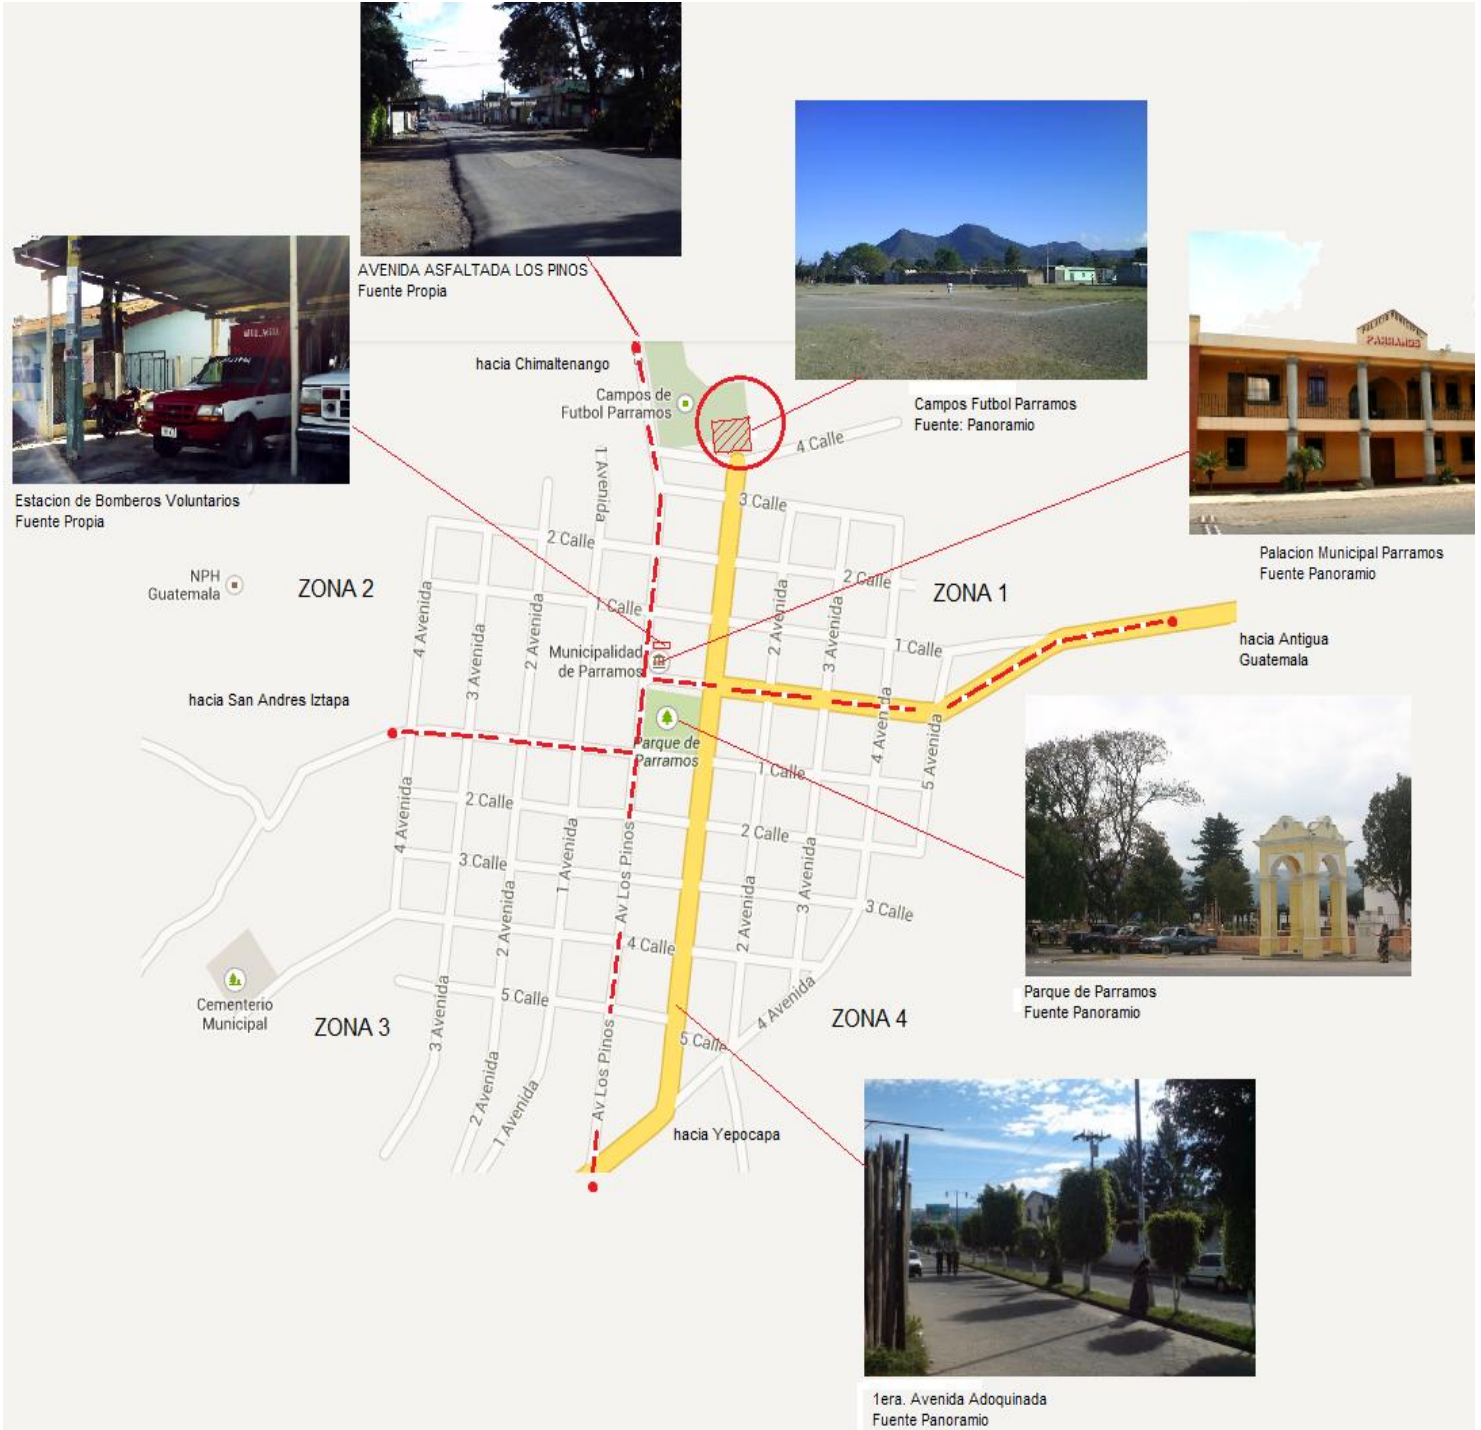 AVENIDA ASFALTADA LOS PINOS
Fuente Propia
PARRAMOS
hacia Chimaltenango
Campos de
Futbol Parramos
Campos Futbol Parramos
Fuente: Panoramio
4 Calle
1 Avenida
Estacion de Bomberos Voluntarios
Fuente Propia
3 Calle
2 Calle
Palacion Municipal Parramos
Fuente Panoramio
NPH
Guatemala
ZONA 2
2 Calle
ZONA 1
4 Avenida
3 Avenida
2 Avenida
1 Calle
2 Avenida
3 Avenida
1 Calle
Municipalidad
de Parramos
hacia Antigua
Guatemala
hacia San Andres Iztapa
4 Avenida
5 Avenida
Parque de
Parramos
1 Calle
2 Calle
4 Avenida
2 Calle
Av Los Pinos
3 Calle
1 Avenida
2 Avenida
3 Avenida
3 Calle
2 Avenida
4 Calle
Cementerio
Municipal
5 Calle
ZONA 3
3 Avenida
4 Avenida
ZONA 4
Parque de Parramos
Fuente Panoramio
5 Calle
Av Los Pinos
2 Avenida
1 Avenida
hacia Yepocapa
1era. Avenida Adoquinada
Fuente Panoramio